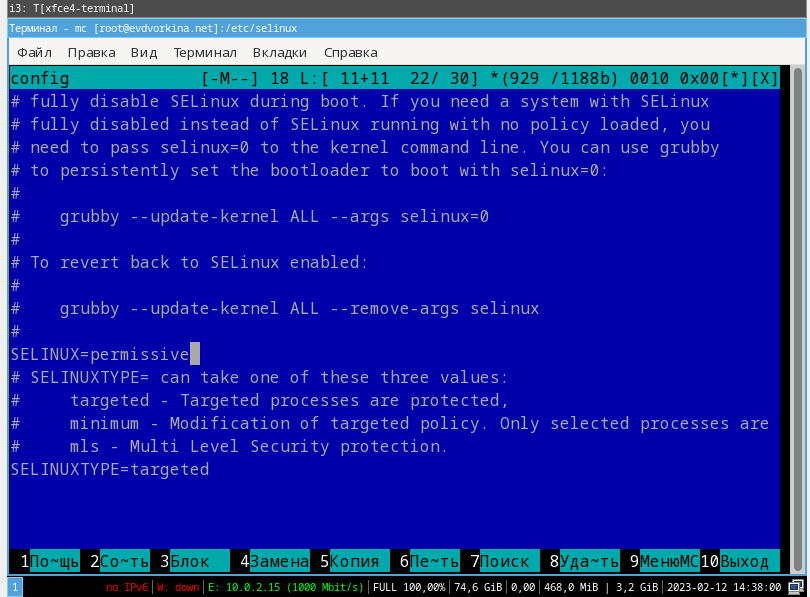 i3: T[xfce4-terminal]
Терминал - mc [root@evdvorkina.net]:/etc/selinux
Файл Правка Вид Терминал Вкладки Справка
config [-M--] 18 L:[ 11+11 22/ 30] *(929 /1188b) 0010 0x00[*][X]
# fully disable SELinux during boot. If you need a system with SELinux
# fully disabled instead of SELinux running with no policy loaded, you
# need to pass selinux=0 to the kernel command line. You can use grubby
# to persistently set the bootloader to boot with selinux=0:
#
# grubby --update-kernel ALL --args selinux=0
#
# To revert back to SELinux enabled:
#
# grubby --update-kernel ALL --remove-args selinux
#
SELINUX=permissive
# SELINUXTYPE= can take one of these three values:
# targeted - Targeted processes are protected,
# minimum - Modification of targeted policy. Only selected processes are
# mls - Multi Level Security protection.
SELINUXTYPE=targeted
1По~щь 2Со~ть 3Блок 4Замена 5Копия 6Пе~ть 7Поиск 8Уда~ть 9МенюMC 10Выход
1 no IPv6 | W: down | E: 10.0.2.15 (1000 Mbit/s) | FULL 100,00% | 74,6 GiB | 0,00 | 468,0 MiB | 3,2 GiB | 2023-02-12 14:38:00